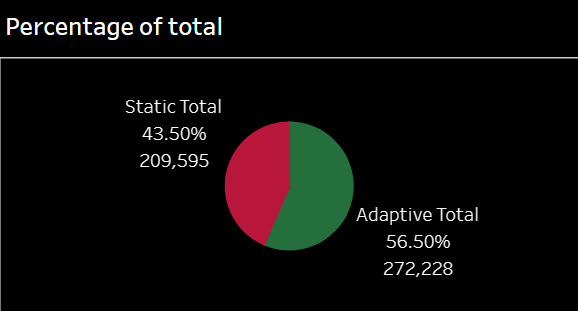 Percentage of total
Static Total
43.50%
209,595
Adaptive Total
56.50%
272,228